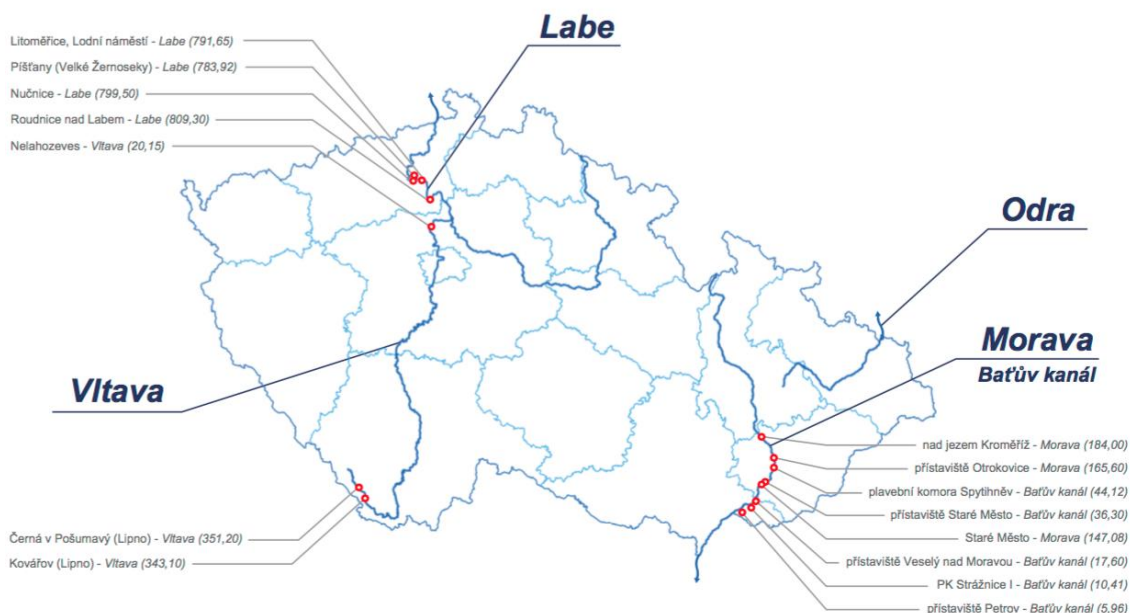 Labe
Litoměřice, Lodní náměstí - Labe (791,65)
Píšťany (Velké Žernoseky) - Labe (783,92)
Nučnice - Labe (799,50)
Roudnice nad Labem - Labe (809,30)
Nelahozeves - Vltava (20,15)
Odra
Morava
Baťův kanál
Vltava
nad jezem Kroměříž - Morava (184,00)
přístaviště Otrokovice - Morava (165,60)
plavební komora Spytihněv - Baťův kanál (44,12)
přístaviště Staré Město - Baťův kanál (36,30)
Staré Město - Morava (147,08)
přístaviště Veselý nad Moravou - Baťův kanál (17,60)
PK Strážnice I - Baťův kanál (10,41)
přístaviště Petrov - Baťův kanál (5,96)
Černá v Pošumavý (Lipno) - Vltava (351,20)
Kovářov (Lipno) - Vltava (343,10)